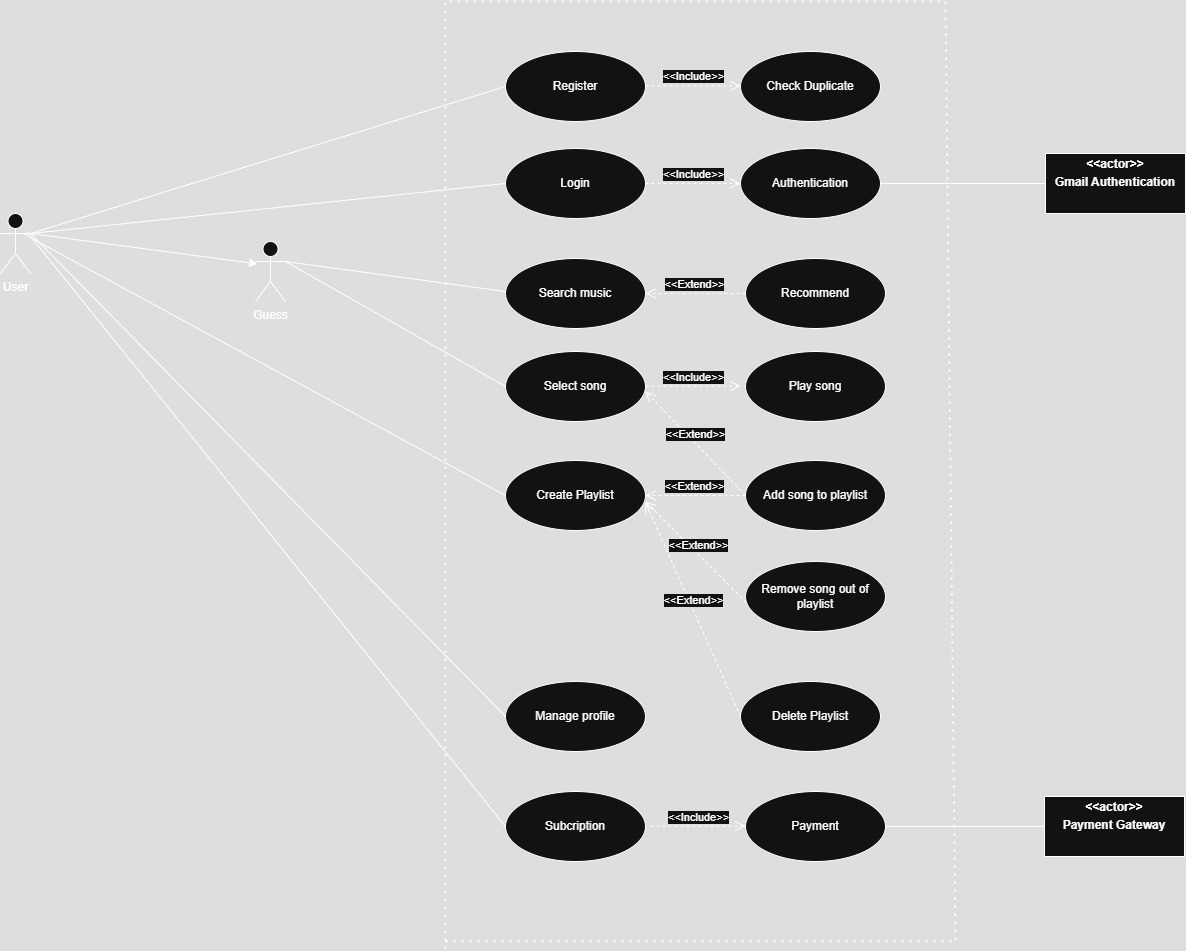 Register
<<Include>>
Check Duplicate
Login
<<Include>>
Authentication
<<actor>>
Gmail Authentication
User
Guess
Search music
<<Extend>>
Recommend
Select song
<<Include>>
Play song
<<Extend>>
Create Playlist
<<Extend>>
Add song to playlist
<<Extend>>
Remove song out of
playlist
<<Extend>>
Manage profile
Delete Playlist
Subcription
<<Include>>
Payment
<<actor>>
Payment Gateway